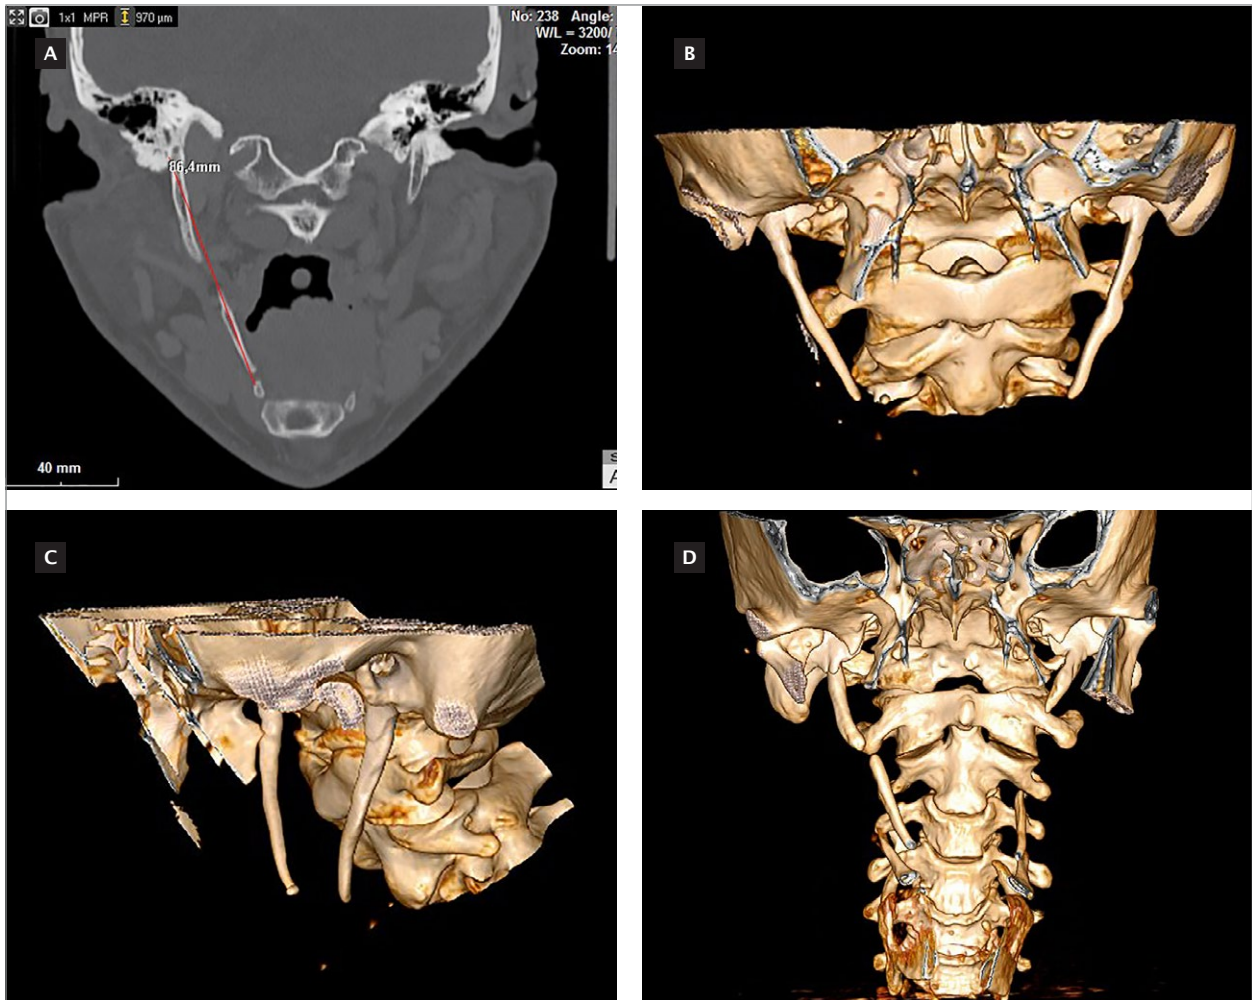 1x1 MPR 970 µm
No: 238 Angle:
W/L = 3200/
Zoom: 14
A
86,4mm
40 mm
S
A
B
C
D